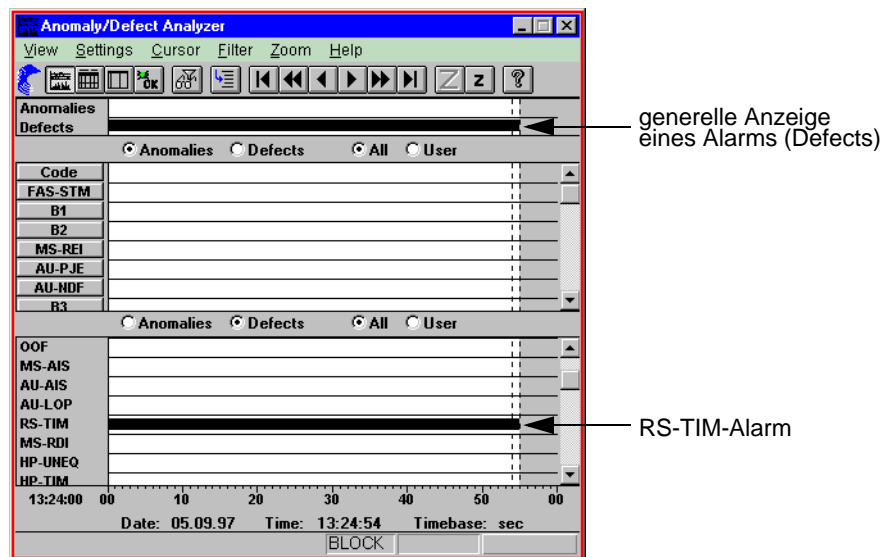 Anomaly/Defect Analyzer
View Settings Cursor Filter Zoom Help
OK Z z ?
Anomalies
Defects
generelle Anzeige
eines Alarms (Defects)
Anomalies Defects All User
Code
FAS-STM
B1
B2
MS-REI
AU-PJE
AU-NDF
B3
Anomalies Defects All User
OOF
MS-AIS
AU-AIS
AU-LOP
RS-TIM
RS-TIM-Alarm
MS-RDI
HP-UNEQ
HP-TIM
13:24:00 00 10 20 30 40 50 00
Date: 05.09.97 Time: 13:24:54 Timebase: sec
BLOCK